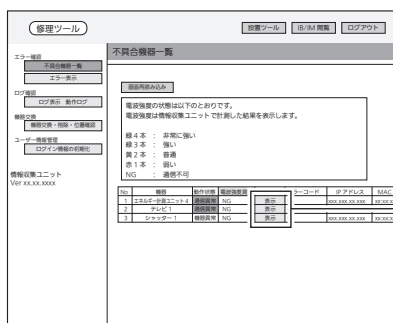 修理ツール
設置ツール
IB/IM 閲覧
ログアウト
エラー確認
不具合機器一覧
エラー表示
ログ確認
ログ表示 動作ログ
機器交換
機器交換・削除・位置確認
ユーザー情報管理
ログイン情報の初期化
情報収集ユニット
Ver xx.xx.xxxx
不具合機器一覧
画面再読み込み
電波強度の状態は以下のとおりです。
電波強度は情報収集ユニットで計測した結果を表示します。
緑4本 : 非常に強い
緑3本 : 強い
黄2本 : 普通
赤1本 : 弱い
NG : 通信不可
No 機器 動作状態 電波強度測 ラーコード IP アドレス MAC
1 エネルギー計測ユニット 4 通信異常 NG 表示 xxx.xxx.xx.xxx xx:xx:x
2 テレビ 1 通信異常 NG 表示
3 シャッター 1 機器異常 NG 表示